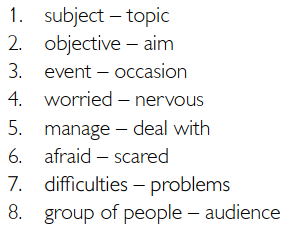 1. subject – topic
2. objective – aim
3. event – occasion
4. worried – nervous
5. manage – deal with
6. afraid – scared
7. difficulties – problems
8. group of people – audience